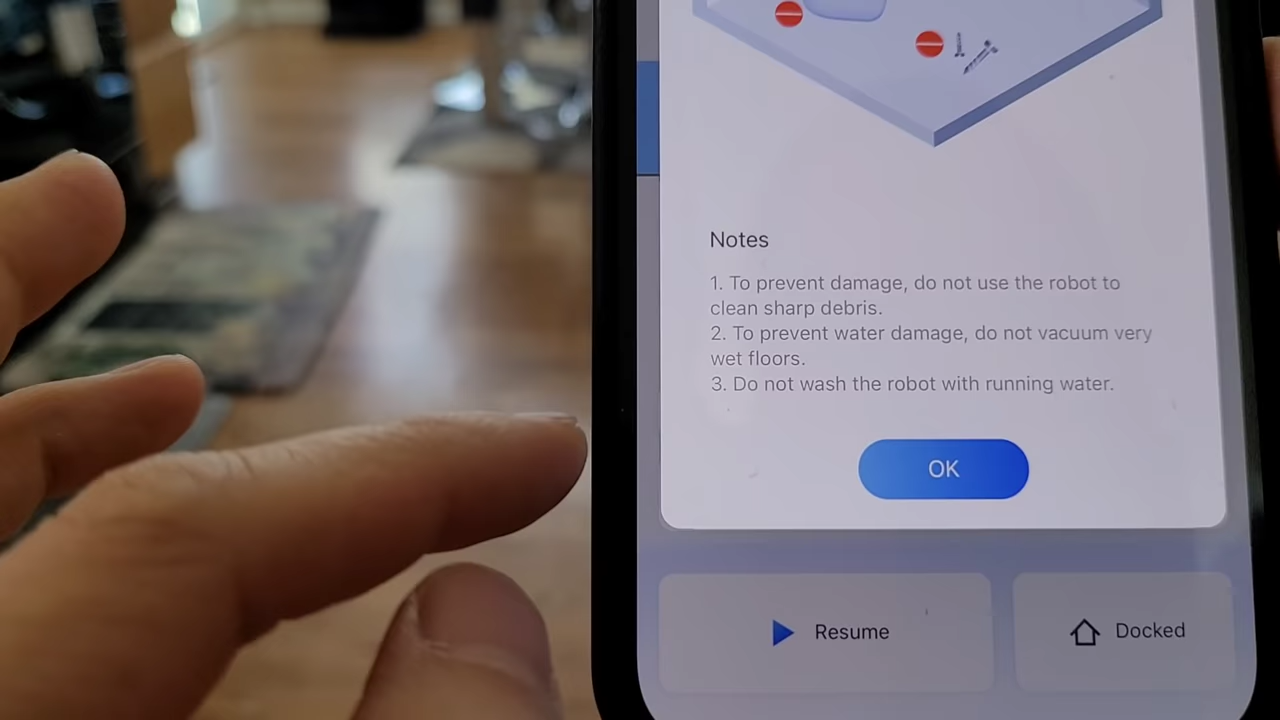 Notes
1. To prevent damage, do not use the robot to
clean sharp debris.
2. To prevent water damage, do not vacuum very
wet floors.
3. Do not wash the robot with running water.
OK
Resume
Docked